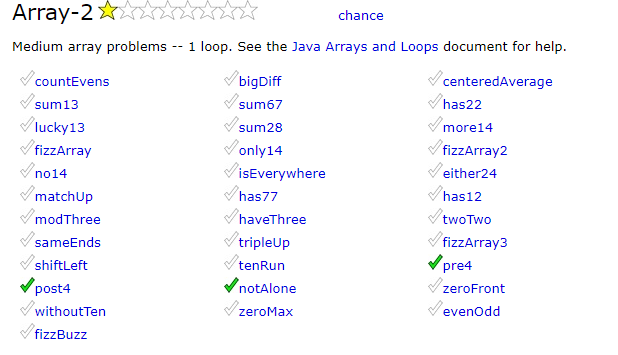 Array-2 chance
Medium array problems -- 1 loop. See the Java Arrays and Loops document for help.
countEvens bigDiff centeredAverage
sum13 sum67 has22
lucky13 sum28 more14
fizzArray only14 fizzArray2
no14 isEverywhere either24
matchUp has77 has12
modThree haveThree twoTwo
sameEnds tripleUp fizzArray3
shiftLeft tenRun pre4
post4 notAlone zeroFront
withoutTen zeroMax evenOdd
fizzBuzz